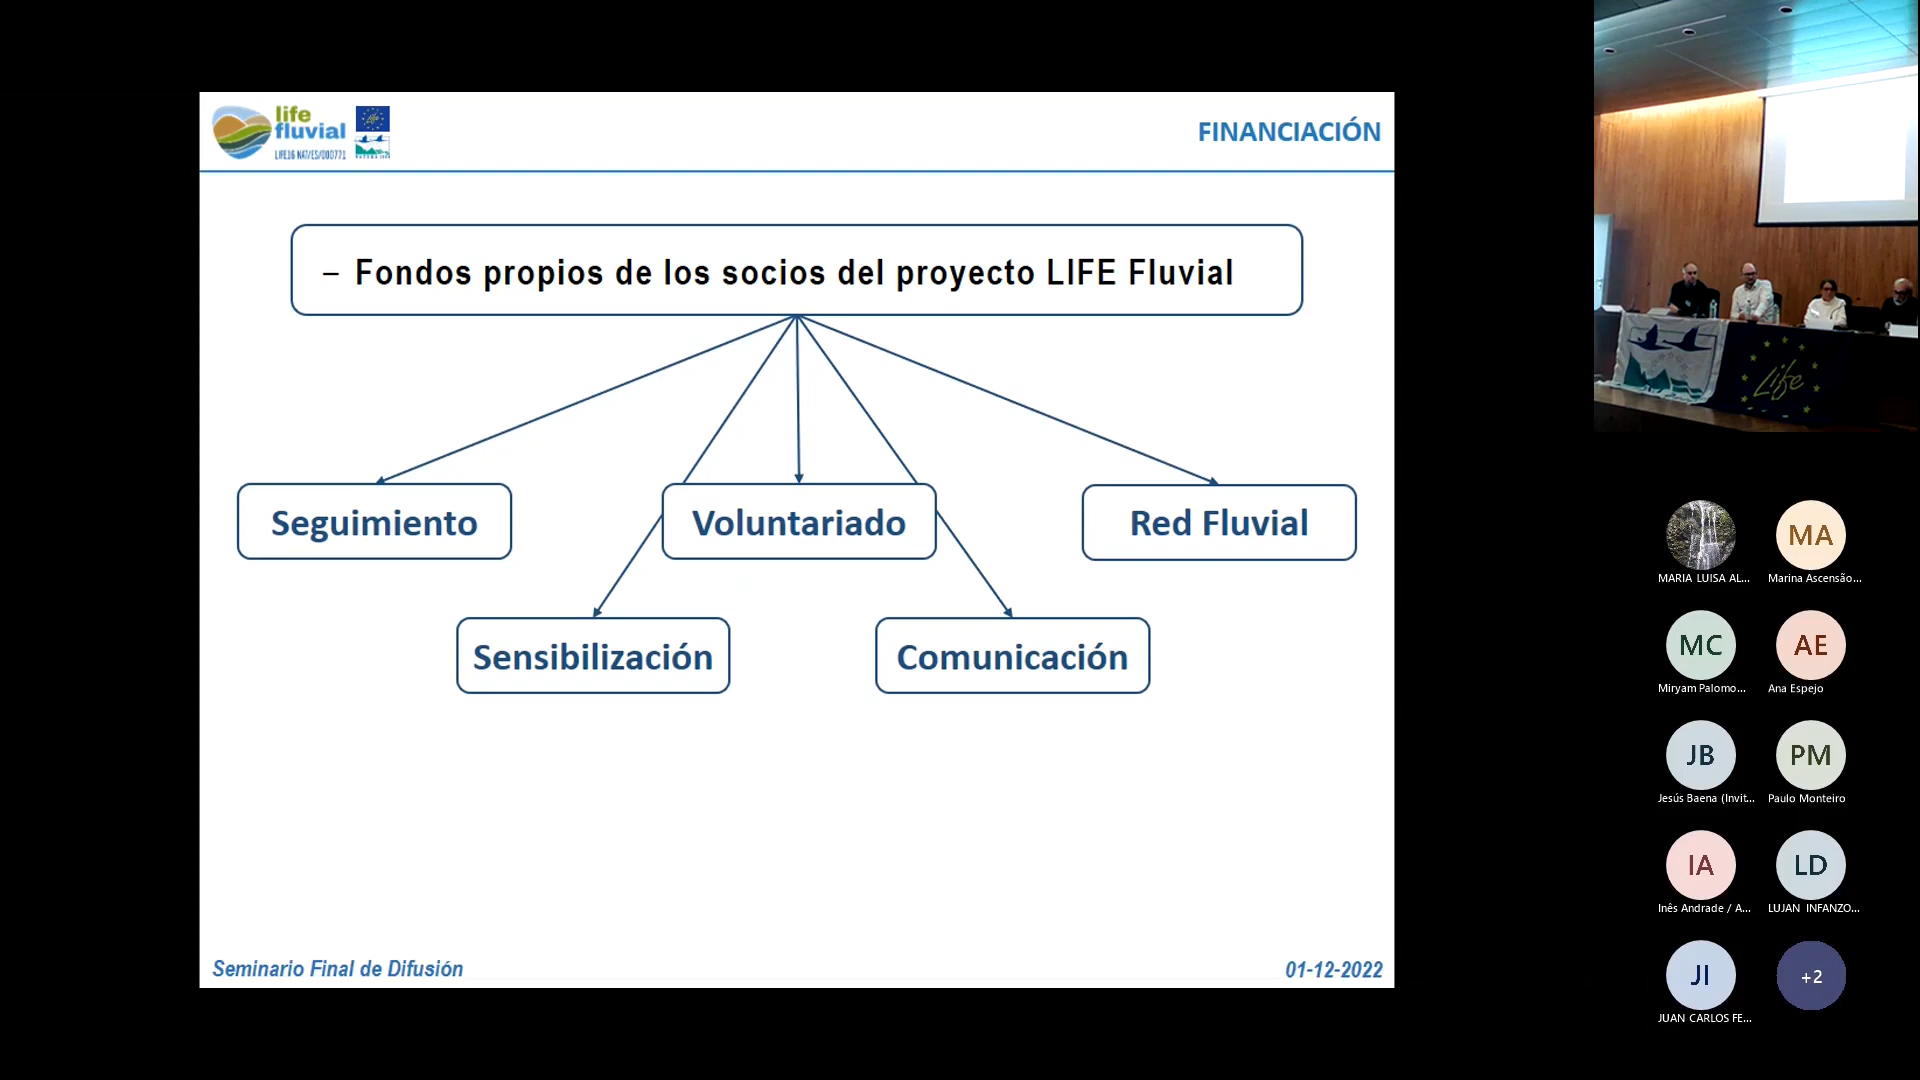 life
fluvial
LIFE16 NAT/ES/000771
FINANCIACIÓN
– Fondos propios de los socios del proyecto LIFE Fluvial
Seguimiento
Voluntariado
Red Fluvial
Sensibilización
Comunicación
Seminario Final de Difusión
01-12-2022
Life
MARIA LUISA AL...
MA
Marina Ascensão...
MC
Miryam Palomo...
AE
Ana Espejo
JB
Jesús Baena (Invit...
PM
Paulo Monteiro
IA
Inês Andrade / A...
LD
LUJAN INFANZO...
JI
JUAN CARLOS FE...
+2